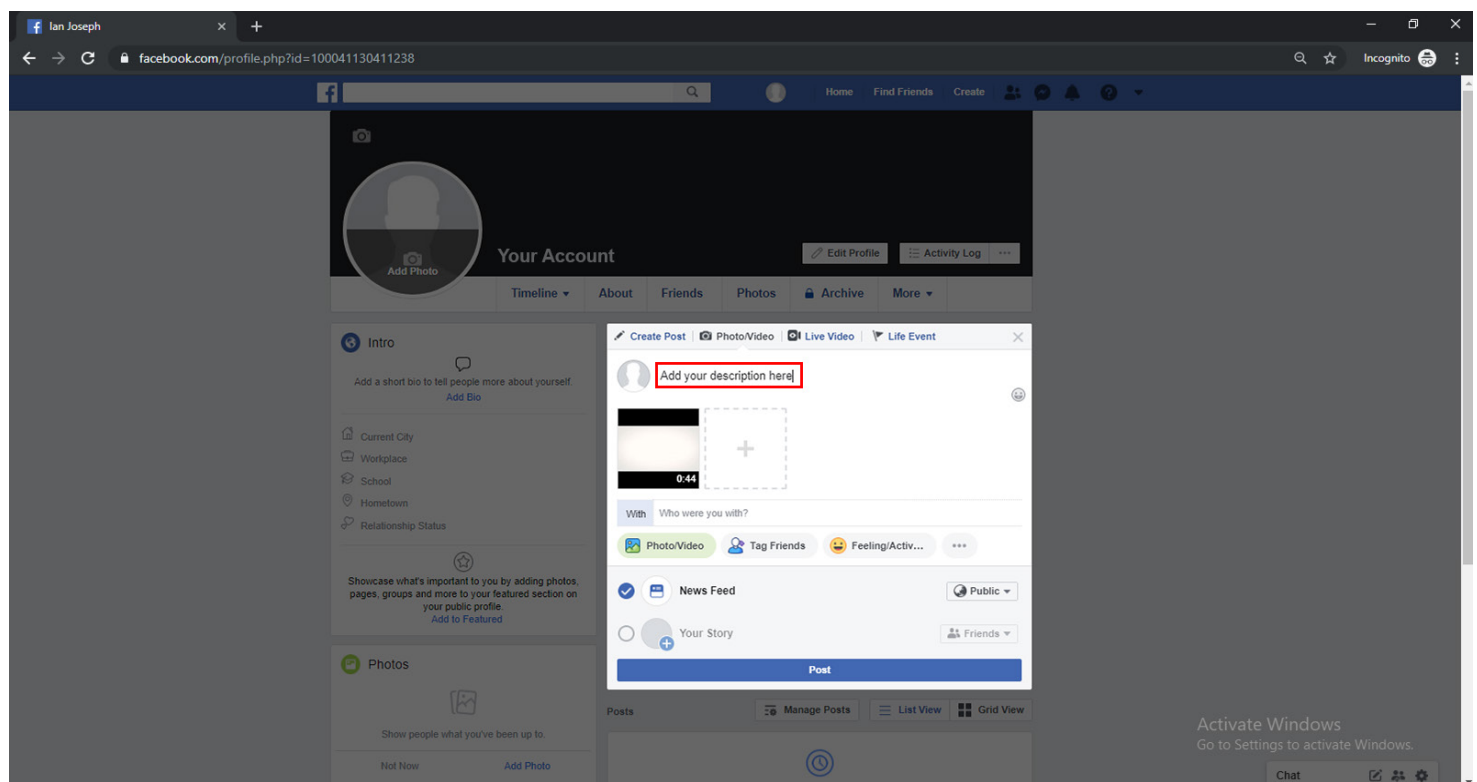 Ian Joseph
facebook.com/profile.php?id=100041130411238
Incognito
Home Find Friends Create
Add Photo
Your Account
Edit Profile Activity Log
Timeline About Friends Photos Archive More
Intro
Add a short bio to tell people more about yourself.
Add Bio
Current City
Workplace
School
Hometown
Relationship Status
Showcase what's important to you by adding photos,
pages, groups and more to your featured section on
your public profile.
Add to Featured
Photos
Show people what you've been up to.
Not Now Add Photo
Create Post Photo/Video Live Video Life Event
Add your description here
0:44
With Who were you with?
Photo/Video Tag Friends Feeling/Activ...
News Feed Public
Your Story Friends
Post
Posts Manage Posts List View Grid View
Activate Windows
Go to Settings to activate Windows.
Chat